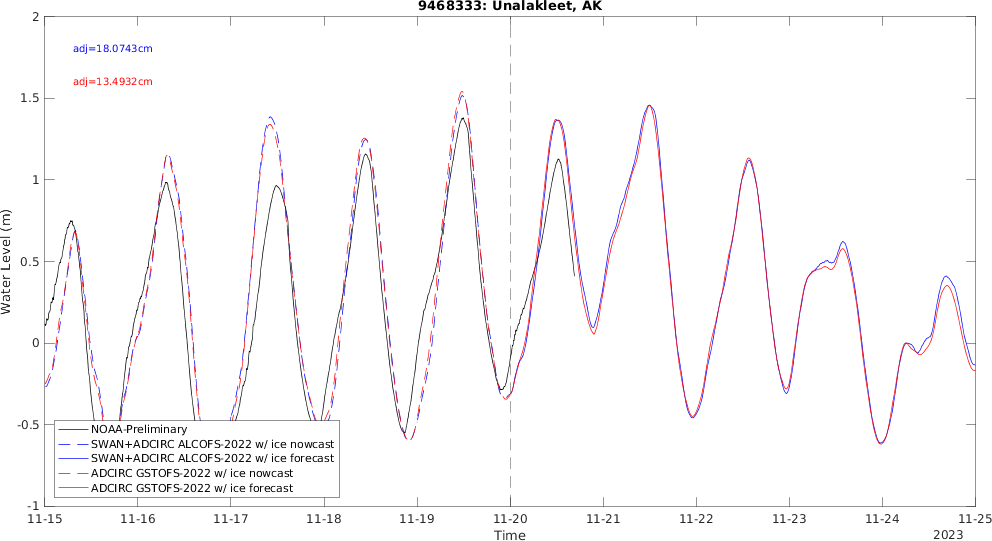 9468333: Unalakleet, AK
adj=18.0743cm
adj=13.4932cm
Water Level (m)
2
1.5
1
0.5
0
-0.5
-1
NOAA-Preliminary
SWAN+ADCIRC ALCOFS-2022 w/ ice nowcast
SWAN+ADCIRC ALCOFS-2022 w/ ice forecast
ADCIRC GSTOFS-2022 w/ ice nowcast
ADCIRC GSTOFS-2022 w/ ice forecast
11-15 11-16 11-17 11-18 11-19 11-20 11-21 11-22 11-23 11-24 11-25
Time
2023